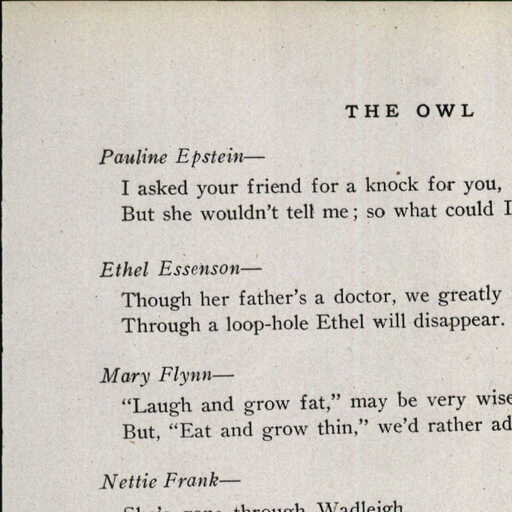 THE OWL
Pauline Epstein—
I asked your friend for a knock for you,
But she wouldn't tell me; so what could I
Ethel Essenson—
Though her father's a doctor, we greatly
Through a loop-hole Ethel will disappear.
Mary Flynn—
"Laugh and grow fat," may be very wise
But, "Eat and grow thin," we'd rather ad
Nettie Frank—
She's gone through Wadleigh